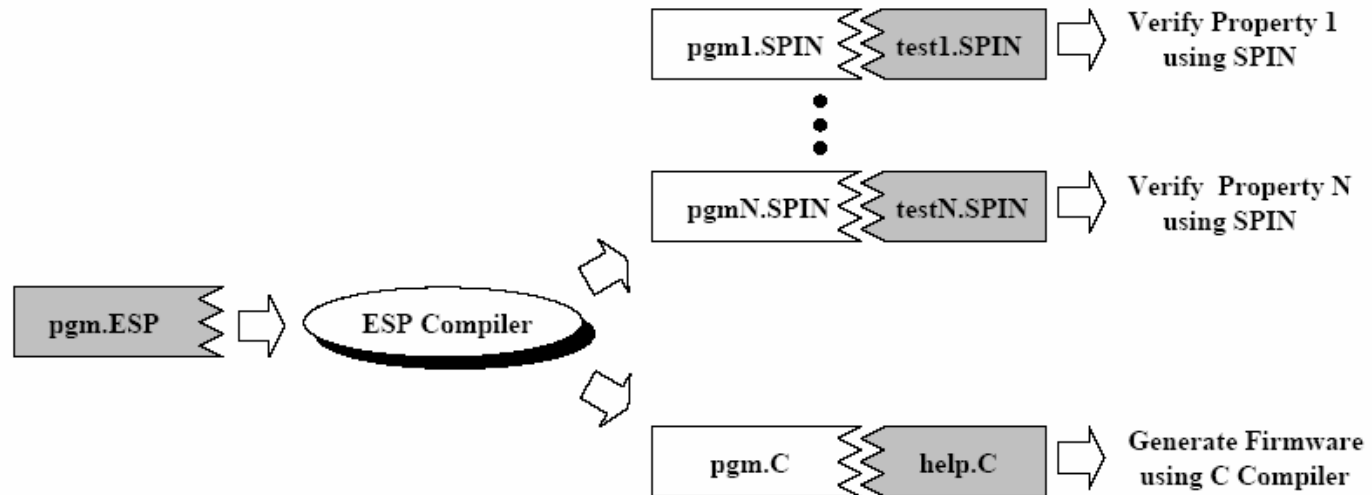 pgm1.SPIN
test1.SPIN
Verify Property 1
using SPIN
pgmN.SPIN
testN.SPIN
Verify Property N
using SPIN
pgm.ESP
ESP Compiler
pgm.C
help.C
Generate Firmware
using C Compiler